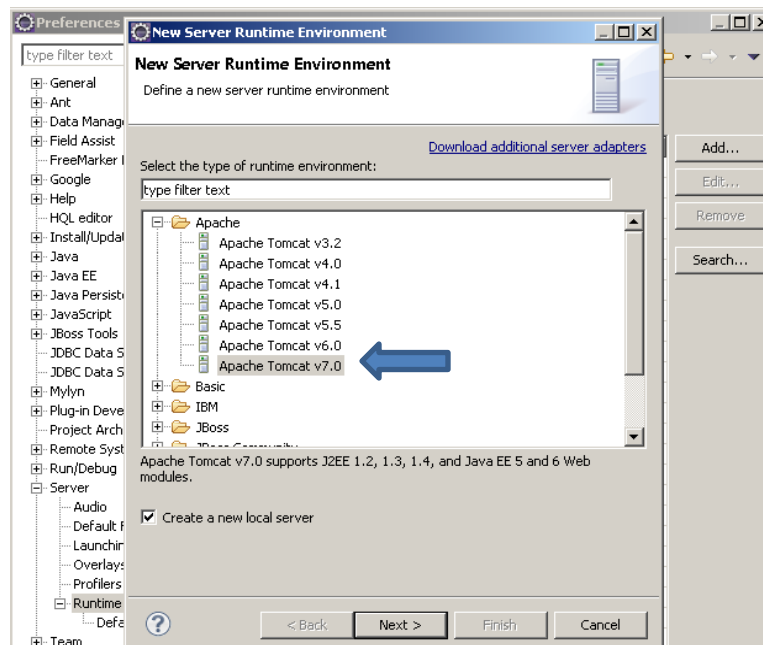 Preferences
type filter text
General
Ant
Data Manag
Field Assist
FreeMarker
Google
Help
HQL editor
Install/Updat
Java
Java EE
Java Persist
JavaScript
JBoss Tools
JDBC Data S
JDBC Data S
Mylyn
Plug-in Deve
Project Arch
Remote Syst
Run/Debug
Server
Audio
Default
Launchin
Overlays
Profilers
Runtime
Defa
Team
New Server Runtime Environment
New Server Runtime Environment
Define a new server runtime environment
Download additional server adapters
Select the type of runtime environment:
type filter text
Apache
Apache Tomcat v3.2
Apache Tomcat v4.0
Apache Tomcat v4.1
Apache Tomcat v5.0
Apache Tomcat v5.5
Apache Tomcat v6.0
Apache Tomcat v7.0
Basic
IBM
JBoss
JBoss Community
Apache Tomcat v7.0 supports J2EE 1.2, 1.3, 1.4, and Java EE 5 and 6 Web
modules.
Create a new local server
?
< Back
Next >
Finish
Cancel
Add...
Edit...
Remove
Search...